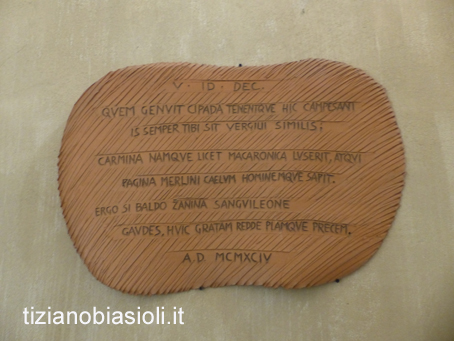 V · ID · DEC.
QVEM GENVIT CIPADA TENENTQVE HIC CAMPESANTI
IS SEMPER TIBI SIT VERGILII SIMILIS:
CARMINA NAMQVE LICET MACARONICA LVSERIT, ATQVI
PAGINA MERLINI CAELVM HOMINEMQVE SAPIT.
ERGO SI BALDO ZANINA SANGVILEONE
GAVDES, HVIC GRATAM REDDE PIAMQVE PRECEM.
A.D. MCMXCIV
tizianobiasioli.it